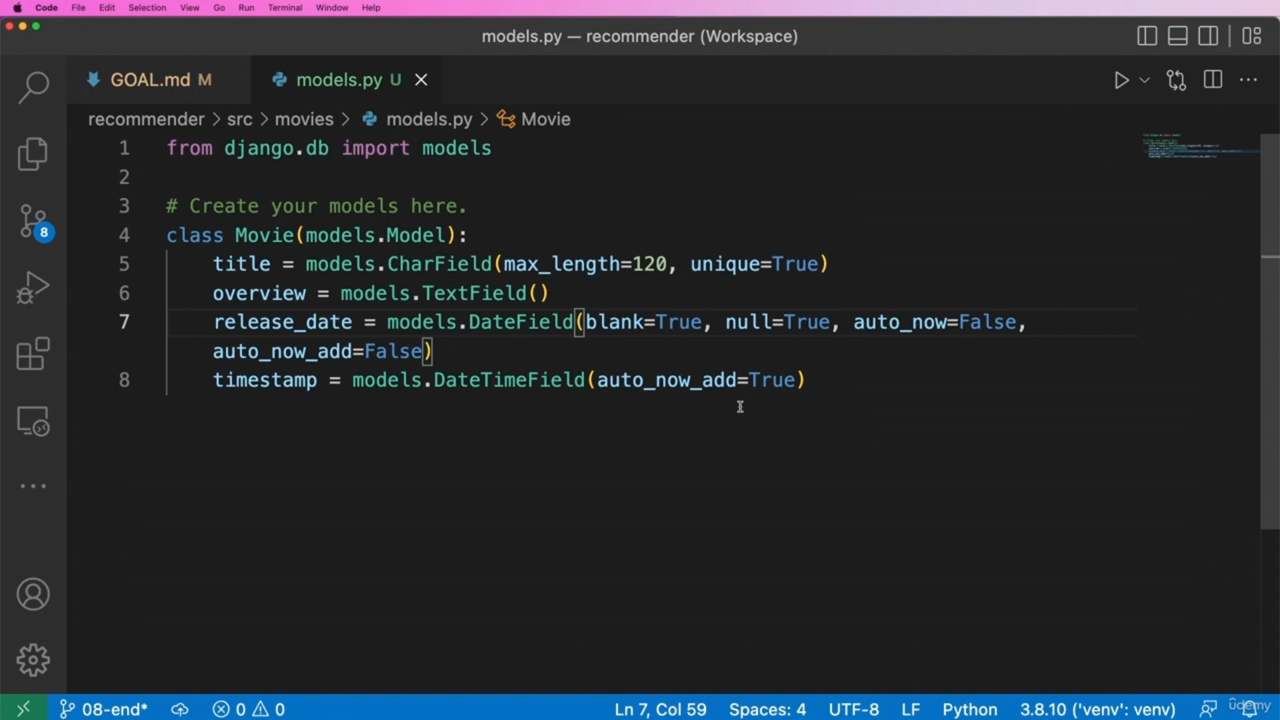 Code File Edit Selection View Go Run Terminal Window Help
models.py — recommender (Workspace)
GOAL.md M models.py U
recommender > src > movies > models.py > Movie
1 from django.db import models
2
3 # Create your models here.
4 class Movie(models.Model):
5 title = models.CharField(max_length=120, unique=True)
6 overview = models.TextField()
7 release_date = models.DateField(blank=True, null=True, auto_now=False,
auto_now_add=False)
8 timestamp = models.DateTimeField(auto_now_add=True)
8
08-end* 0 0 Ln 7, Col 59 Spaces: 4 UTF-8 LF Python 3.8.10 ('venv': venv)
udemy